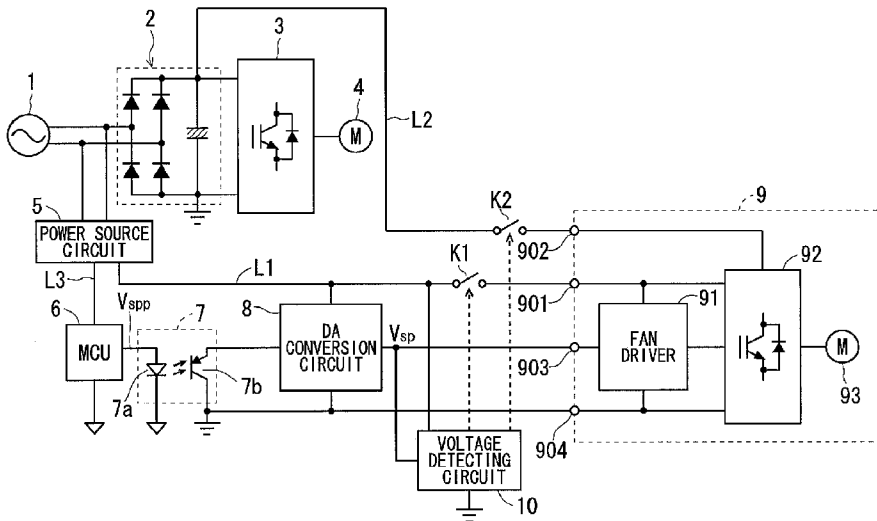 1
2
3
4
M
L2
5
POWER SOURCE
CIRCUIT
K2
9
902
92
L3
L1
K1
901
91
6
Vspp
7
8
MCU
7a
7b
DA
CONVERSION
CIRCUIT
Vsp
903
FAN
DRIVER
M
93
904
VOLTAGE
DETECTING
CIRCUIT
10